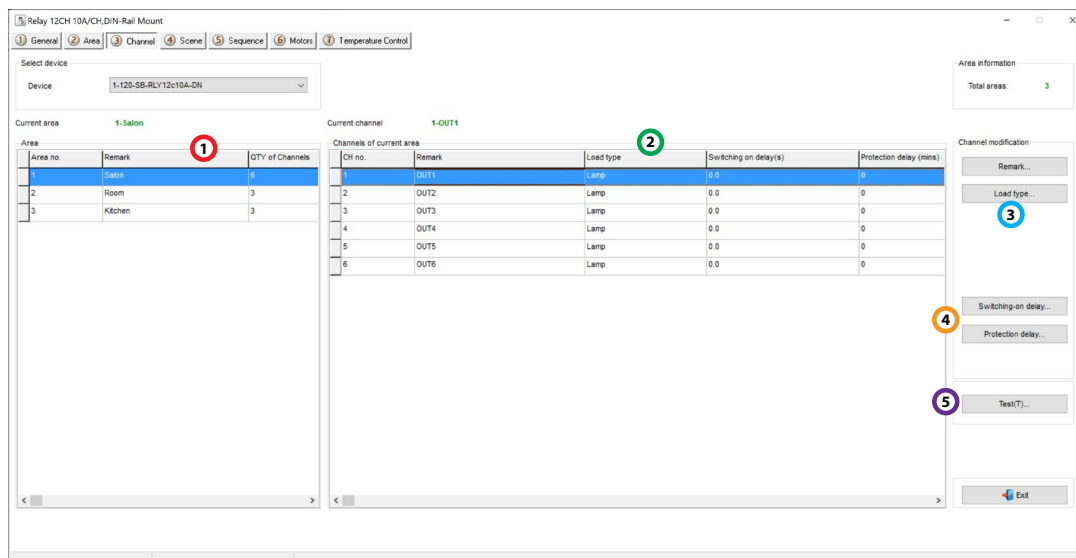 Relay 12CH 10A/CH,DIN-Rail Mount
1 General 2 Area 3 Channel 4 Scene 5 Sequence 6 Motors 7 Temperature Control
Select device
Area information
Device 1-120-SB-RLY12c10A-DN
Total areas: 3
Current area 1-Salon
Current channel 1-OUT1
Area
Channels of current area
Channel modification
1
2
Area no. Remark QTY of Channels
CH no. Remark Load type Switching on delay(s) Protection delay (mins)
1 Salon 6
2 Room 3
3 Kitchen 3
1 OUT1 Lamp 0.0 0
2 OUT2 Lamp 0.0 0
3 OUT3 Lamp 0.0 0
4 OUT4 Lamp 0.0 0
5 OUT5 Lamp 0.0 0
6 OUT6 Lamp 0.0 0
Remark...
Load type...
3
Switching-on delay...
4
Protection delay...
5
Test(T)...
Exit